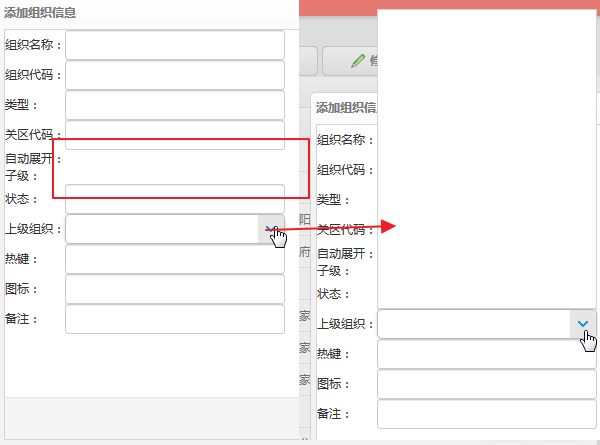 添加组织信息
组织名称：
组织代码：
类型：
关区代码：
自动展开：
子级：
状态：
上级组织：
热键：
图标：
备注：
阳
府
家
家
家
添加组织信
组织名称：
组织代码：
类型：
关区代码：
自动展开：
子级：
状态：
上级组织：
热键：
图标：
备注：